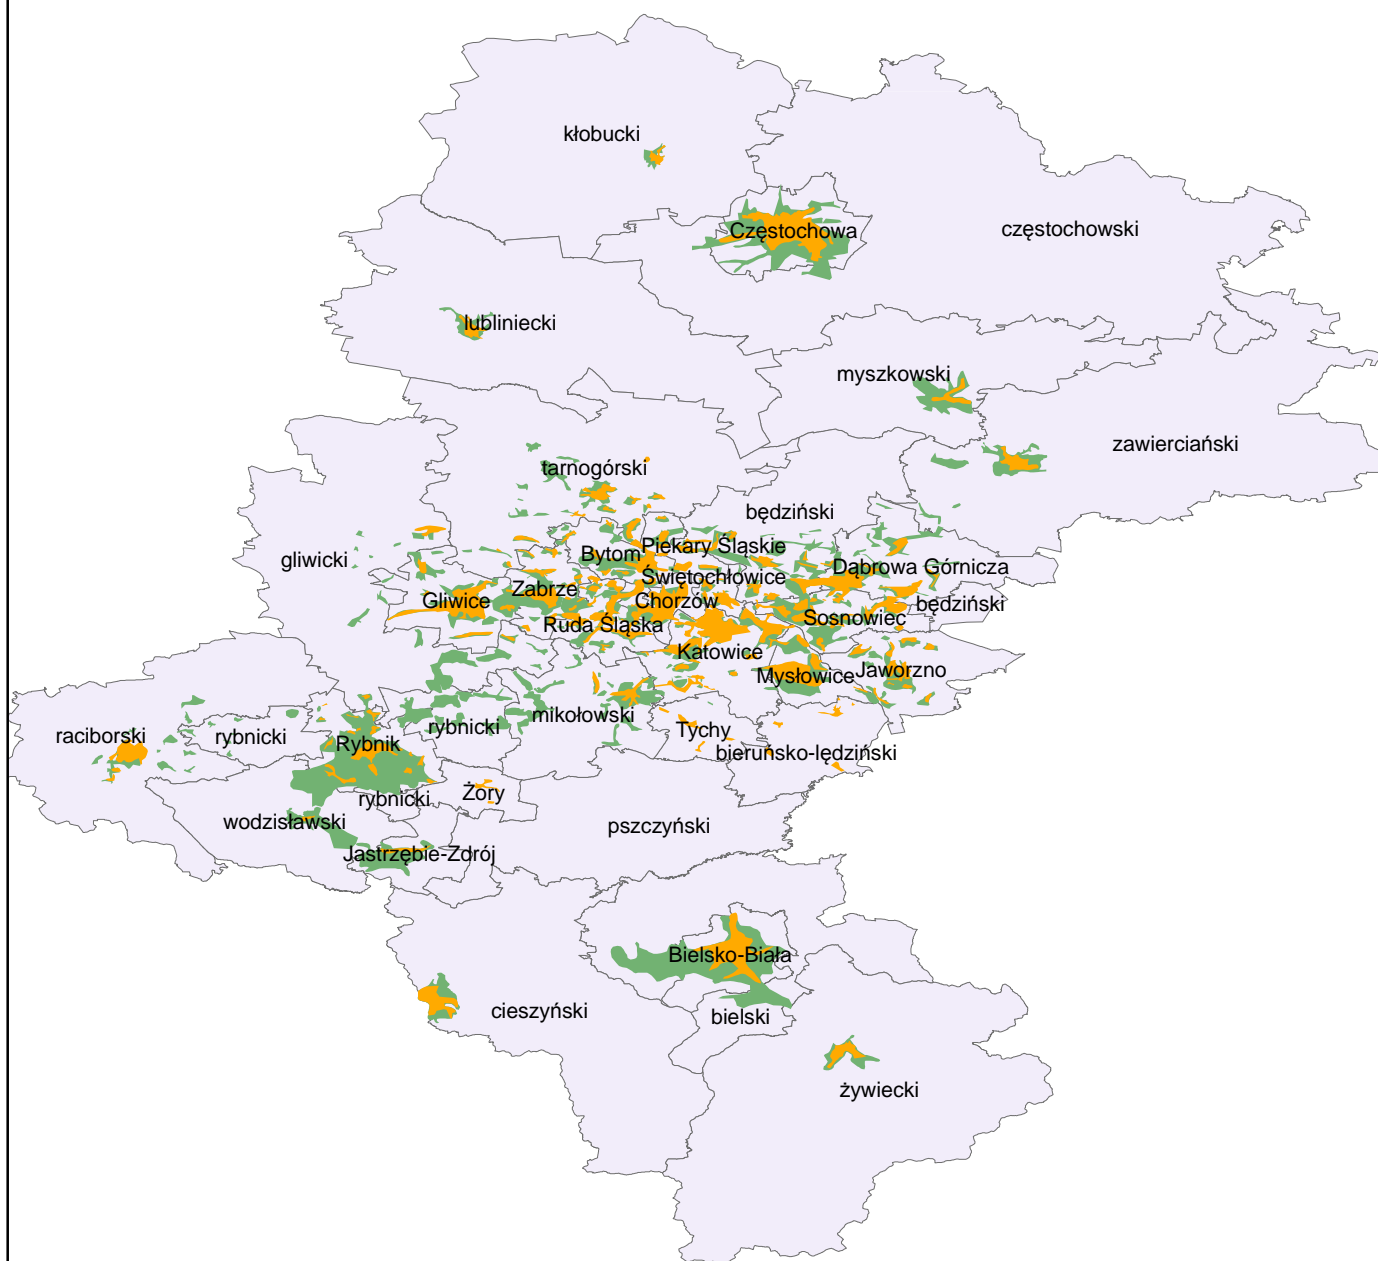 kłobucki
Częstochowa
częstochowski
lubliniecki
myszkowski
zawierciański
tarnogórski
będziński
gliwicki
Bytom
Piekary Śląskie
Świętochłowice
Dąbrowa Górnicza
Zabrze
Gliwice
Chorzów
będziński
Ruda Śląska
Sosnowiec
Katowice
Mysłowice
Jaworzno
raciborski
rybnicki
Rybnik
rybnicki
mikołowski
Tychy
bieruńsko-lędziński
rybnicki
Żory
wodzisławski
pszczyński
Jastrzębie-Zdrój
Bielsko-Biała
cieszyński
bielski
żywiecki